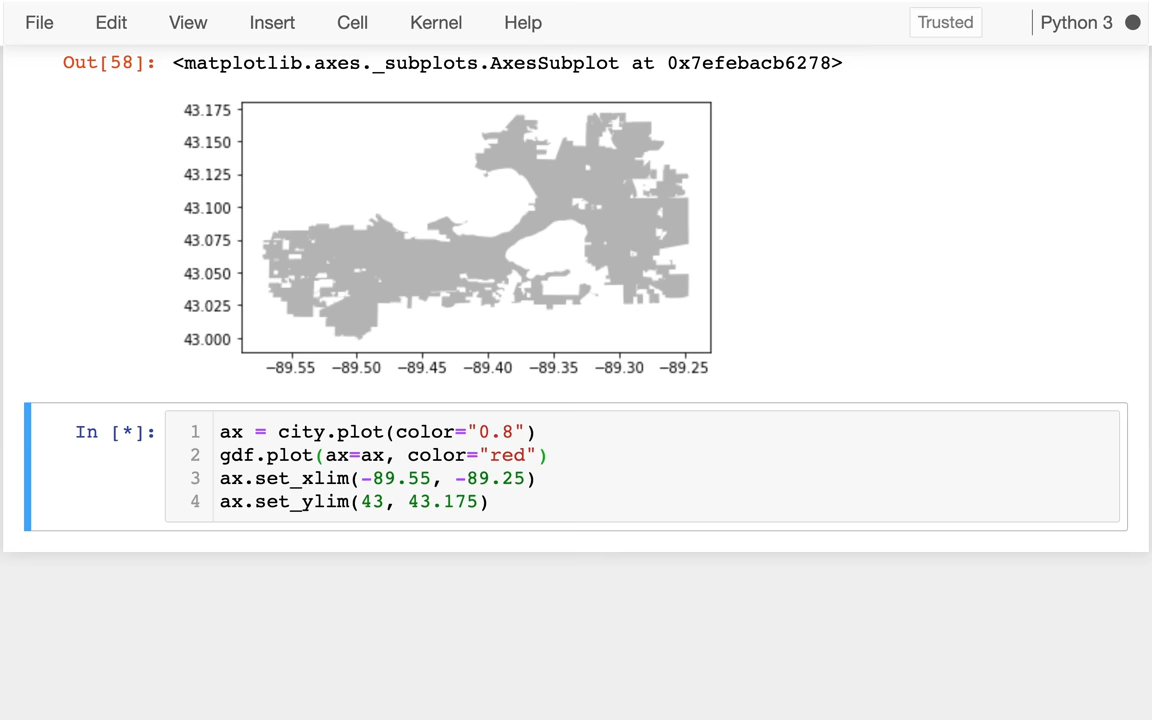 File Edit View Insert Cell Kernel Help Trusted Python 3
Out[58]: <matplotlib.axes._subplots.AxesSubplot at 0x7efebacb6278>
43.175
43.150
43.125
43.100
43.075
43.050
43.025
43.000
−89.55 −89.50 −89.45 −89.40 −89.35 −89.30 −89.25
In [*]:
1 ax = city.plot(color="0.8")
2 gdf.plot(ax=ax, color="red")
3 ax.set_xlim(-89.55, -89.25)
4 ax.set_ylim(43, 43.175)